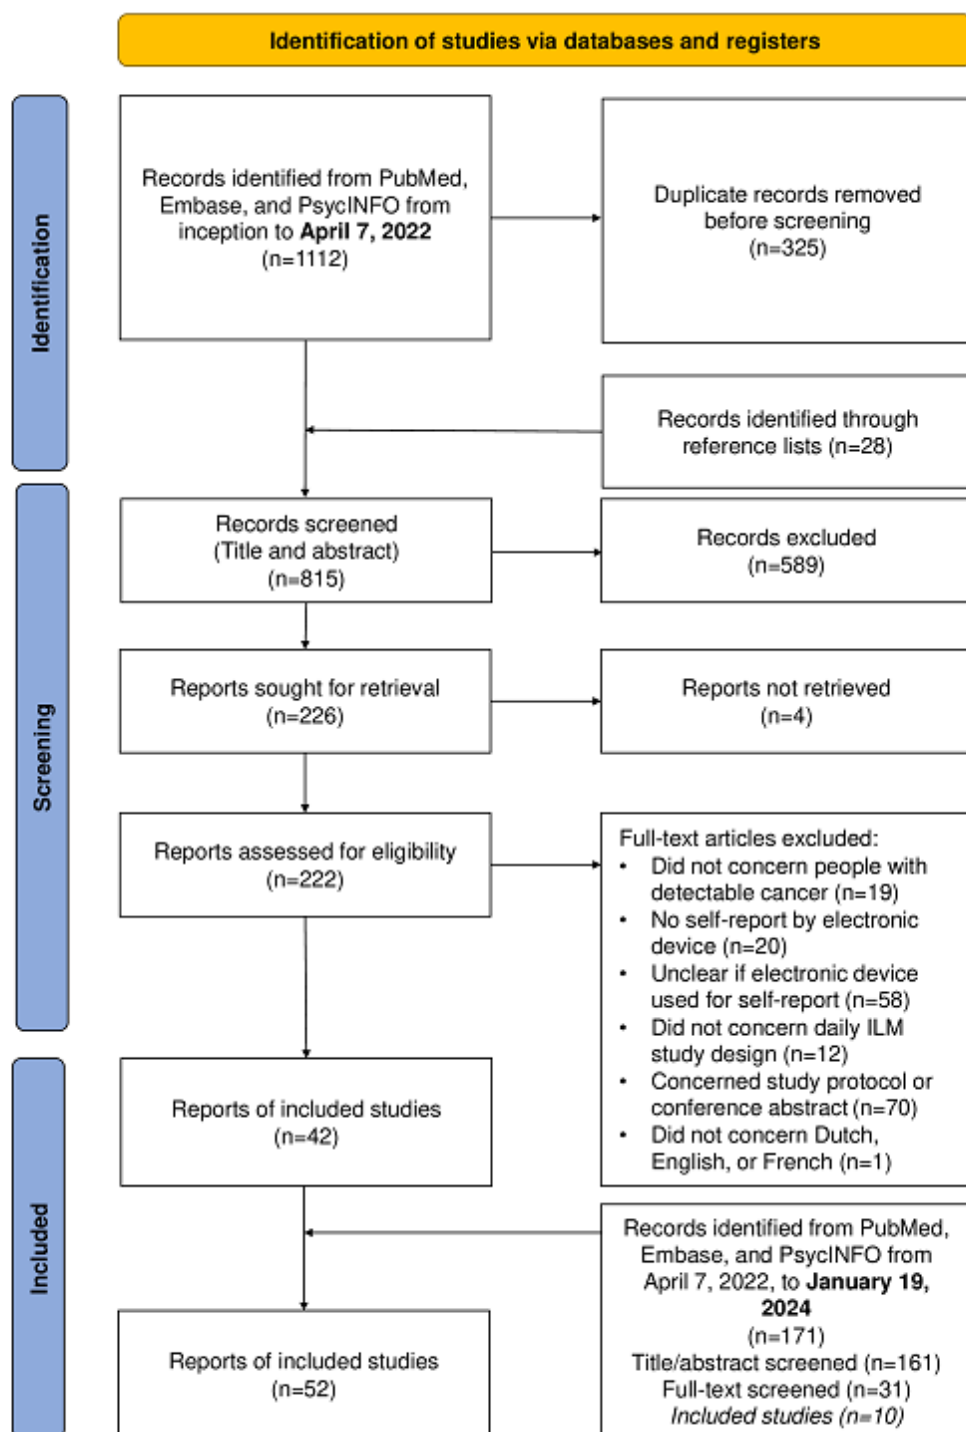 Identification of studies via databases and registers
Identification
Records identified from PubMed,
Embase, and PsycINFO from
inception to April 7, 2022
(n=1112)
Duplicate records removed
before screening
(n=325)
Records identified through
reference lists (n=28)
Screening
Records screened
(Title and abstract)
(n=815)
Records excluded
(n=589)
Reports sought for retrieval
(n=226)
Reports not retrieved
(n=4)
Reports assessed for eligibility
(n=222)
Full-text articles excluded:
• Did not concern people with
detectable cancer (n=19)
• No self-report by electronic
device (n=20)
• Unclear if electronic device
used for self-report (n=58)
• Did not concern daily ILM
study design (n=12)
• Concerned study protocol or
conference abstract (n=70)
• Did not concern Dutch,
English, or French (n=1)
Included
Reports of included studies
(n=42)
Records identified from PubMed,
Embase, and PsycINFO from
April 7, 2022, to January 19,
2024
(n=171)
Title/abstract screened (n=161)
Full-text screened (n=31)
Included studies (n=10)
Reports of included studies
(n=52)